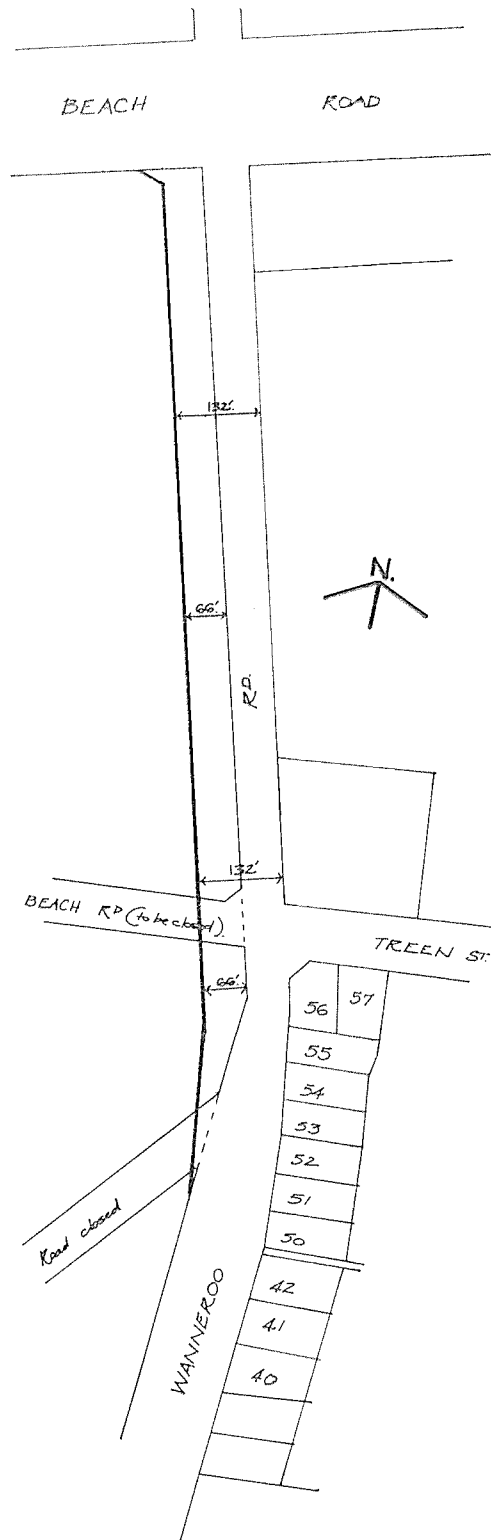 BEACH ROAD
132'.
N.
66'.
RD.
132'
BEACH RD (to be closed).
TREEN ST.
66'.
56
57
55
54
53
52
51
50
Road closed
42
WANNEROO
41
40